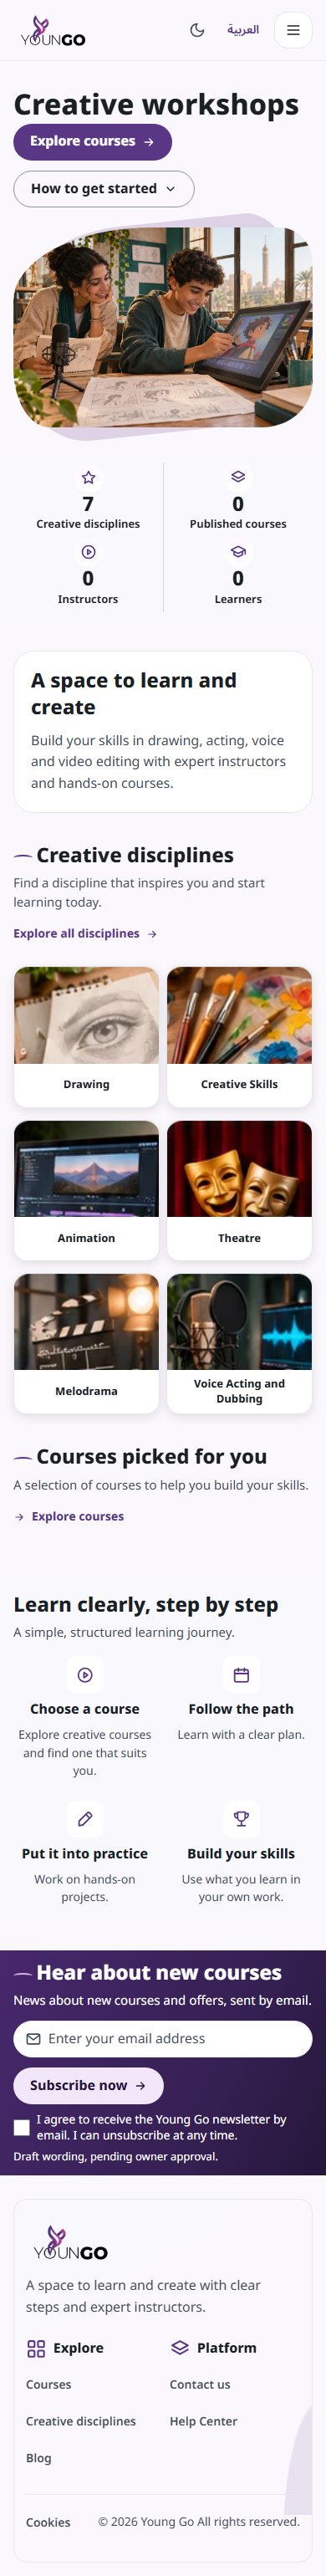 YOUNGO
العربية
Creative workshops
Explore courses
How to get started
7
Creative disciplines
0
Published courses
0
Instructors
0
Learners
A space to learn and
create
Build your skills in drawing, acting, voice
and video editing with expert instructors
and hands-on courses.
Creative disciplines
Find a discipline that inspires you and start
learning today.
Explore all disciplines
Drawing
Creative Skills
Animation
Theatre
Melodrama
Voice Acting and
Dubbing
Courses picked for you
A selection of courses to help you build your skills.
Explore courses
Learn clearly, step by step
A simple, structured learning journey.
Choose a course
Explore creative courses
and find one that suits
you.
Follow the path
Learn with a clear plan.
Put it into practice
Work on hands-on
projects.
Build your skills
Use what you learn in
your own work.
Hear about new courses
News about new courses and offers, sent by email.
Enter your email address
Subscribe now
I agree to receive the Young Go newsletter by
email. I can unsubscribe at any time.
Draft wording, pending owner approval.
YOUNGO
A space to learn and create with clear
steps and expert instructors.
Explore
Courses
Creative disciplines
Blog
Platform
Contact us
Help Center
Cookies
© 2026 Young Go All rights reserved.